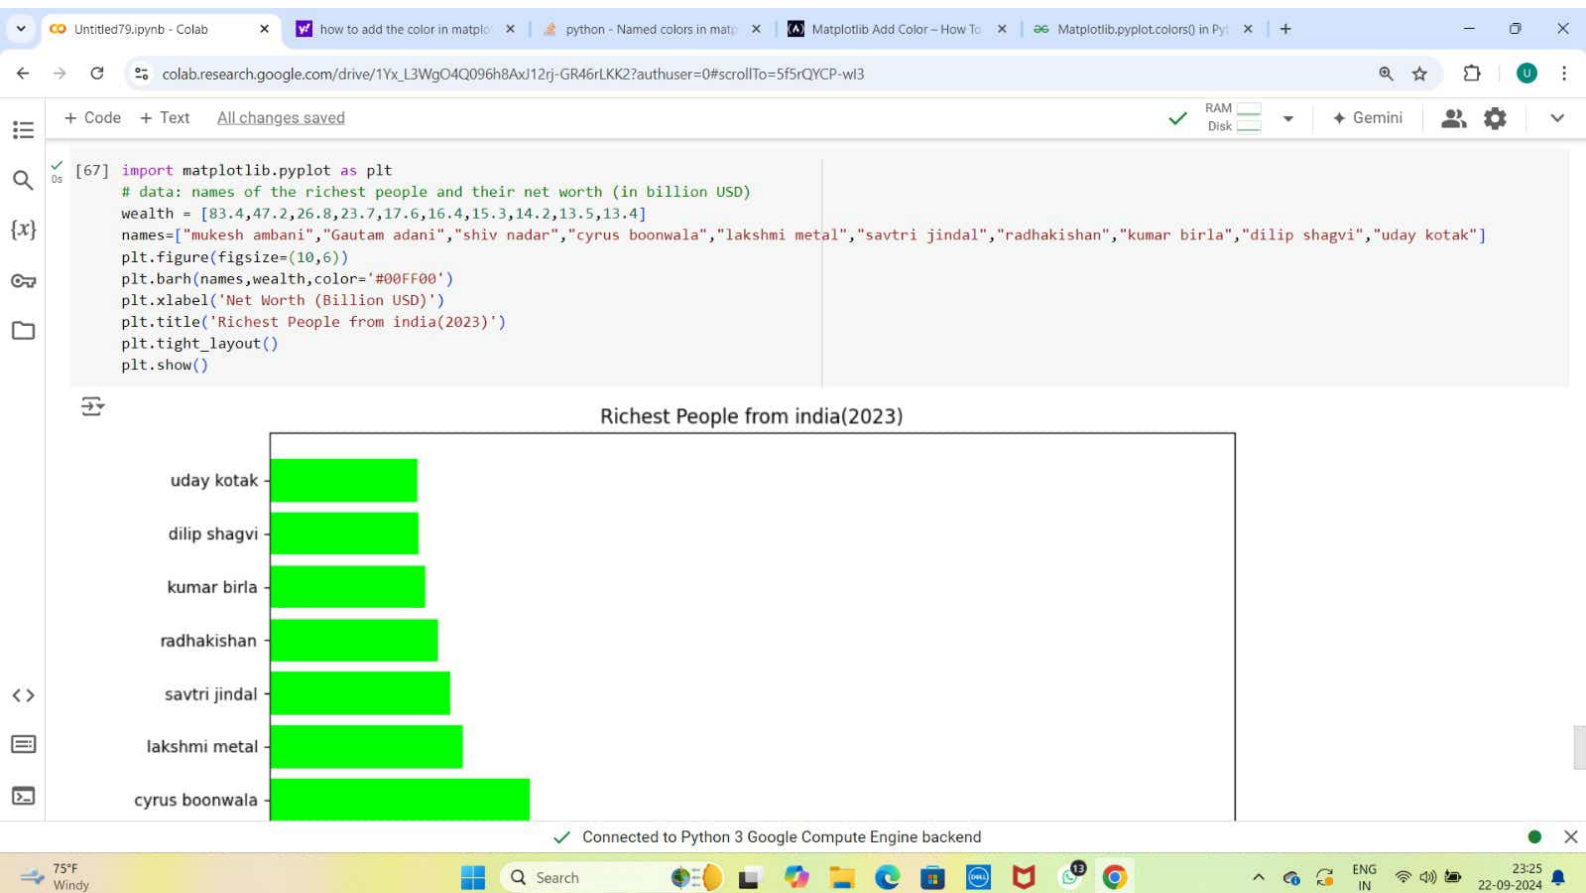 Untitled79.ipynb - Colab
how to add the color in matplo
python - Named colors in matp
Matplotlib Add Color – How To
Matplotlib.pyplot.colors() in Pyt
colab.research.google.com/drive/1Yx_L3WgO4Q096h8AxJ12rj-GR46rLKK2?authuser=0#scrollTo=5f5rQYCP-wI3
U
+ Code + Text All changes saved
RAM
Disk
Gemini
0s
[67] import matplotlib.pyplot as plt
# data: names of the richest people and their net worth (in billion USD)
wealth = [83.4,47.2,26.8,23.7,17.6,16.4,15.3,14.2,13.5,13.4]
names=["mukesh ambani","Gautam adani","shiv nadar","cyrus boonwala","lakshmi metal","savtri jindal","radhakishan","kumar birla","dilip shagvi","uday kotak"]
plt.figure(figsize=(10,6))
plt.barh(names,wealth,color='#00FF00')
plt.xlabel('Net Worth (Billion USD)')
plt.title('Richest People from india(2023)')
plt.tight_layout()
plt.show()
Richest People from india(2023)
uday kotak
dilip shagvi
kumar birla
radhakishan
savtri jindal
lakshmi metal
cyrus boonwala
Connected to Python 3 Google Compute Engine backend
75°F
Windy
Search
DELL
13
ENG
IN
23:25
22-09-2024